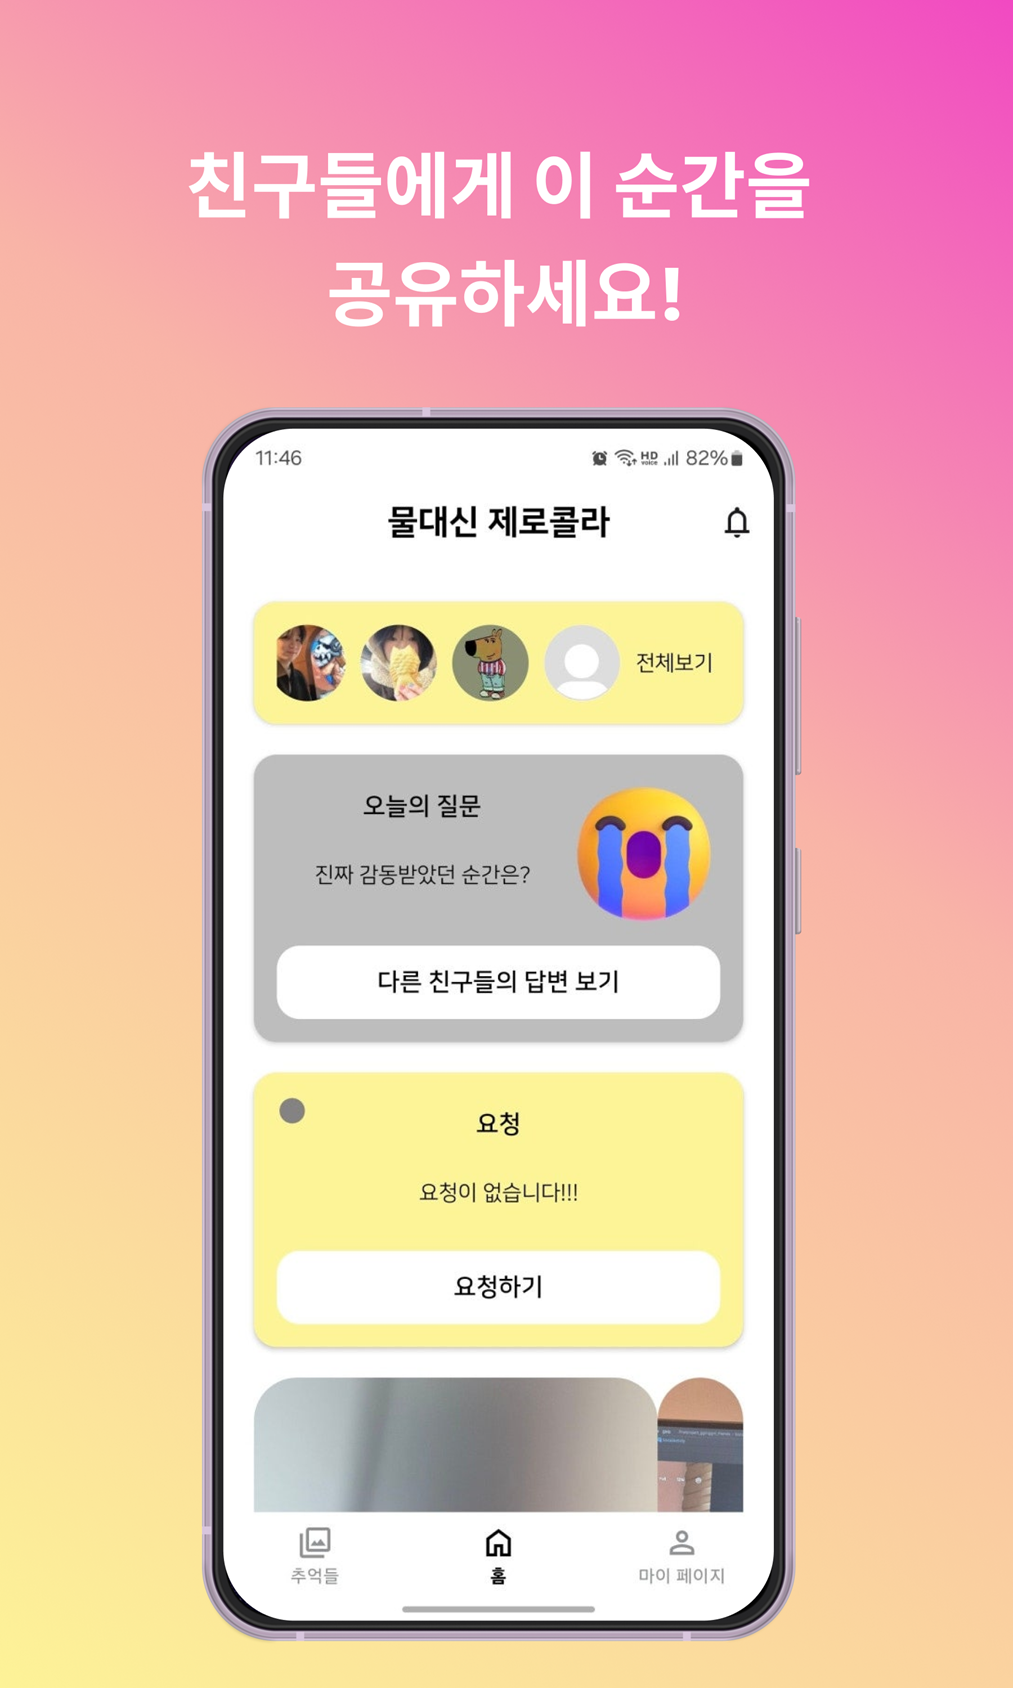 친구들에게 이 순간을
공유하세요!
11:46
HD voice 82%
물대신 제로콜라
전체보기
오늘의 질문
진짜 감동받았던 순간은?
다른 친구들의 답변 보기
요청
요청이 없습니다!!!
요청하기
추억들
홈
마이 페이지